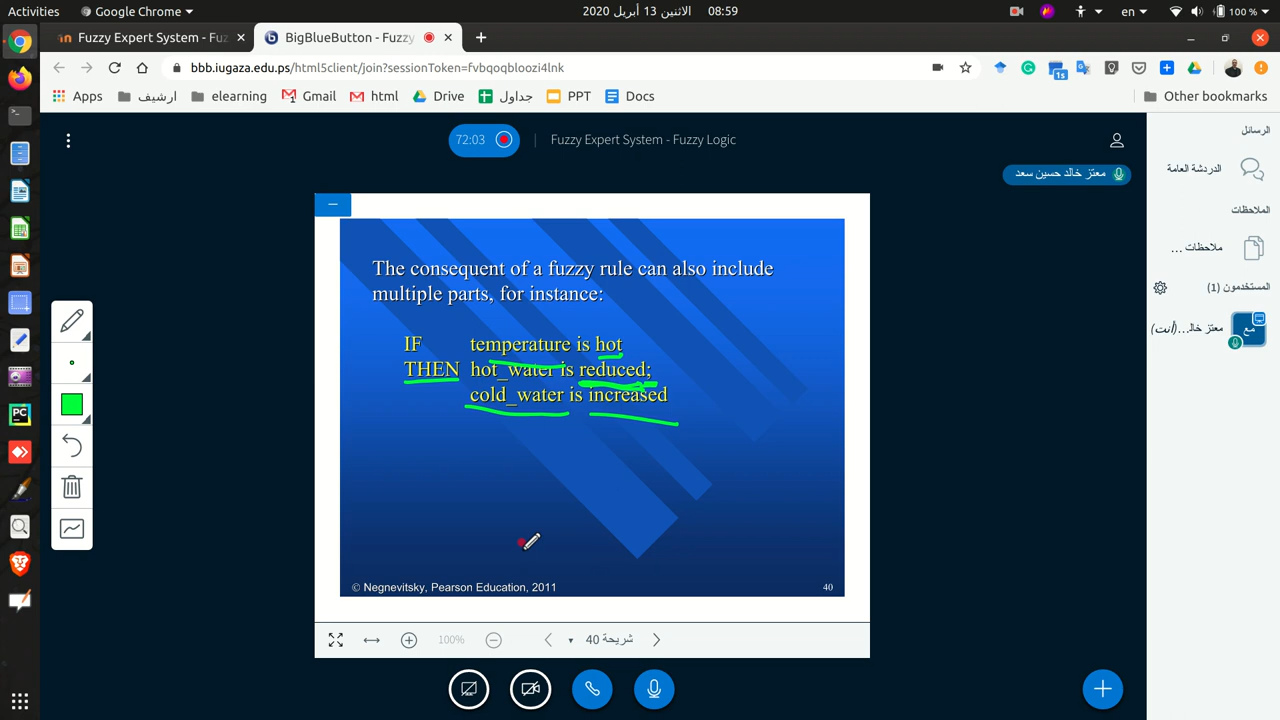 Activities
Google Chrome
الاثنين 13 أبريل 2020 08:59
en
100 %
Fuzzy Expert System - Fuz
BigBlueButton - Fuzzy
bbb.iugaza.edu.ps/html5client/join?sessionToken=fvbqoqbloozi4lnk
1s
Apps
ارشيف
elearning
Gmail
html
Drive
جداول
PPT
Docs
Other bookmarks
72:03
Fuzzy Expert System - Fuzzy Logic
معتز خالد حسين سعد
الرسائل
الدردشة العامة
الملاحظات
ملاحظات ...
المستخدمون (1)
مع
معتز خالـ...(أنت)
The consequent of a fuzzy rule can also include
multiple parts, for instance:
IF temperature is hot
THEN hot_water is reduced;
cold_water is increased
© Negnevitsky, Pearson Education, 2011
40
100%
شريحة 40
PC